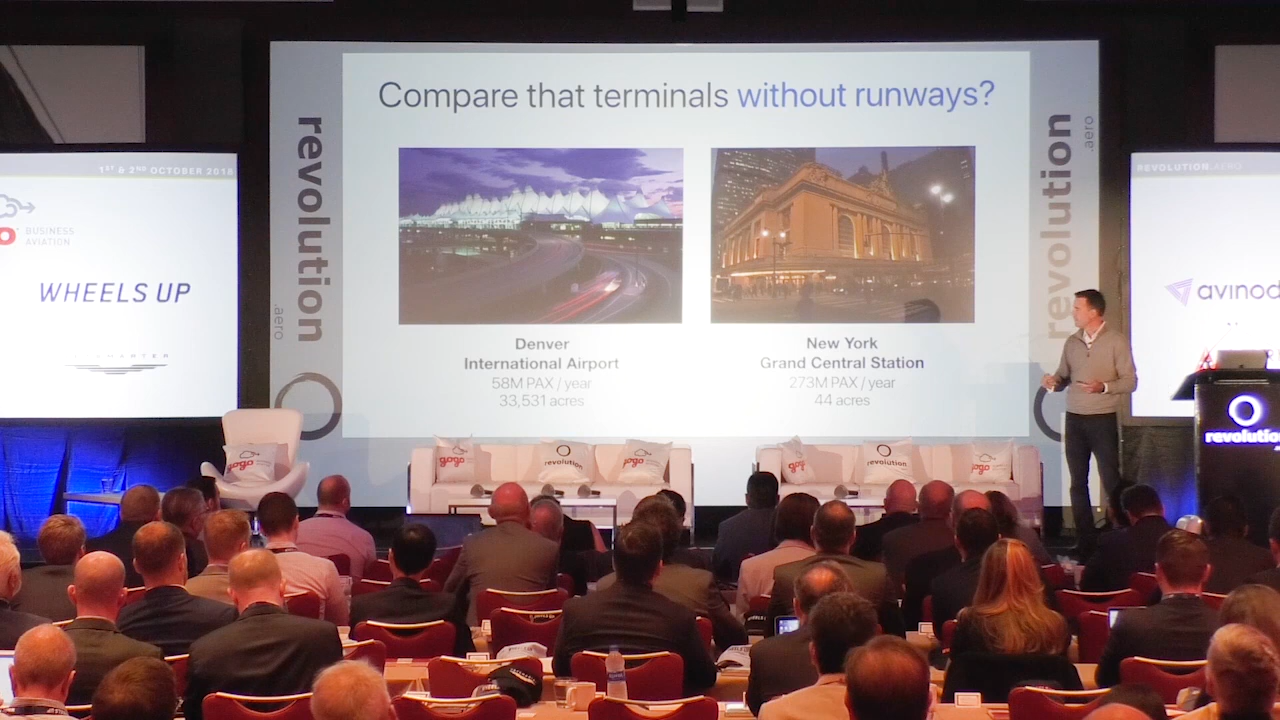 Compare that terminals without runways?
Denver
International Airport
58M PAX / year
33,531 acres
New York
Grand Central Station
273M PAX / year
44 acres
revolution
.aero
revolution
.aero
1ST & 2ND OCTOBER 2018
BUSINESS
AVIATION
WHEELS UP
REVOLUTION.AERO
avinod
gogo
revolution
gogo
gogo
revolution
gogo
revolution